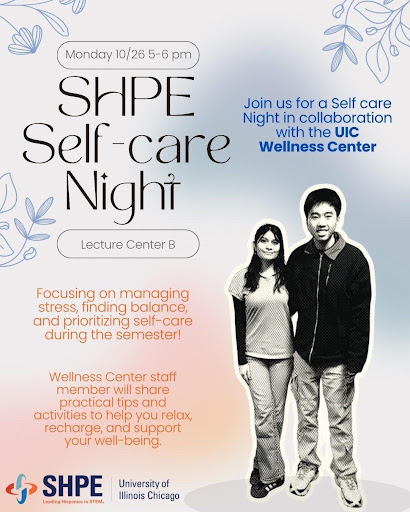 Monday 10/26 5-6 pm
SHPE
Self-care
Night
Lecture Center B
Join us for a Self care
Night in collaboration
with the UIC
Wellness Center
Focusing on managing
stress, finding balance,
and prioritizing self-care
during the semester!
Wellness Center staff
member will share
practical tips and
activities to help you relax,
recharge, and support
your well-being.
SHPE
Leading Hispanics in STEM.
University of
Illinois Chicago